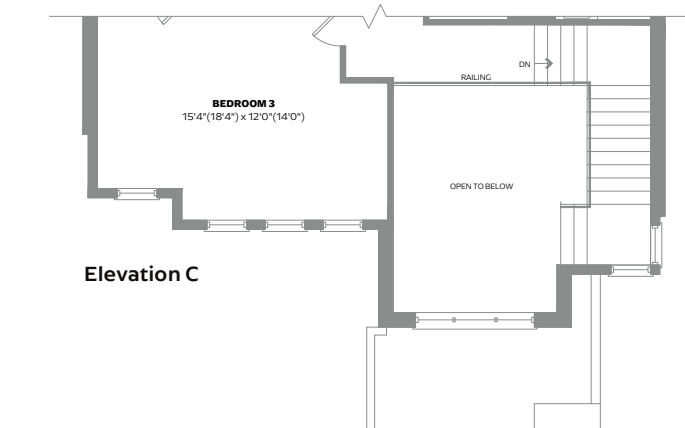 DN
RAILING
BEDROOM 3
15'4"(18'4") x 12'0"(14'0")
OPEN TO BELOW
Elevation C